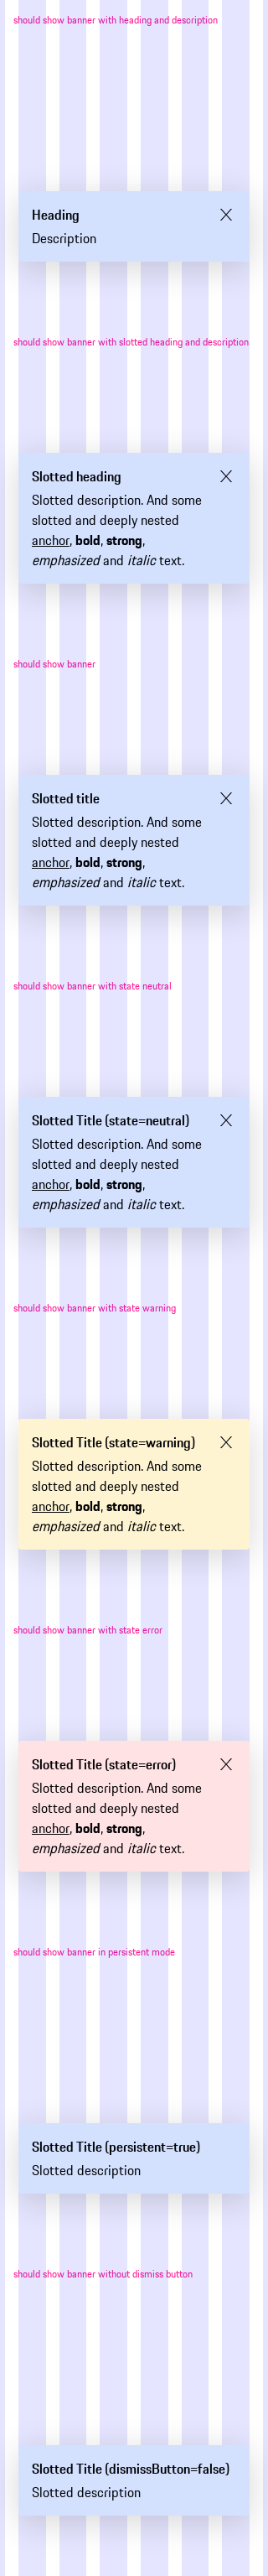 should show banner with heading and description
Heading
Description
should show banner with slotted heading and description
Slotted heading
Slotted description. And some
slotted and deeply nested
anchor, bold, strong,
emphasized and italic text.
should show banner
Slotted title
Slotted description. And some
slotted and deeply nested
anchor, bold, strong,
emphasized and italic text.
should show banner with state neutral
Slotted Title (state=neutral)
Slotted description. And some
slotted and deeply nested
anchor, bold, strong,
emphasized and italic text.
should show banner with state warning
Slotted Title (state=warning)
Slotted description. And some
slotted and deeply nested
anchor, bold, strong,
emphasized and italic text.
should show banner with state error
Slotted Title (state=error)
Slotted description. And some
slotted and deeply nested
anchor, bold, strong,
emphasized and italic text.
should show banner in persistent mode
Slotted Title (persistent=true)
Slotted description
should show banner without dismiss button
Slotted Title (dismissButton=false)
Slotted description